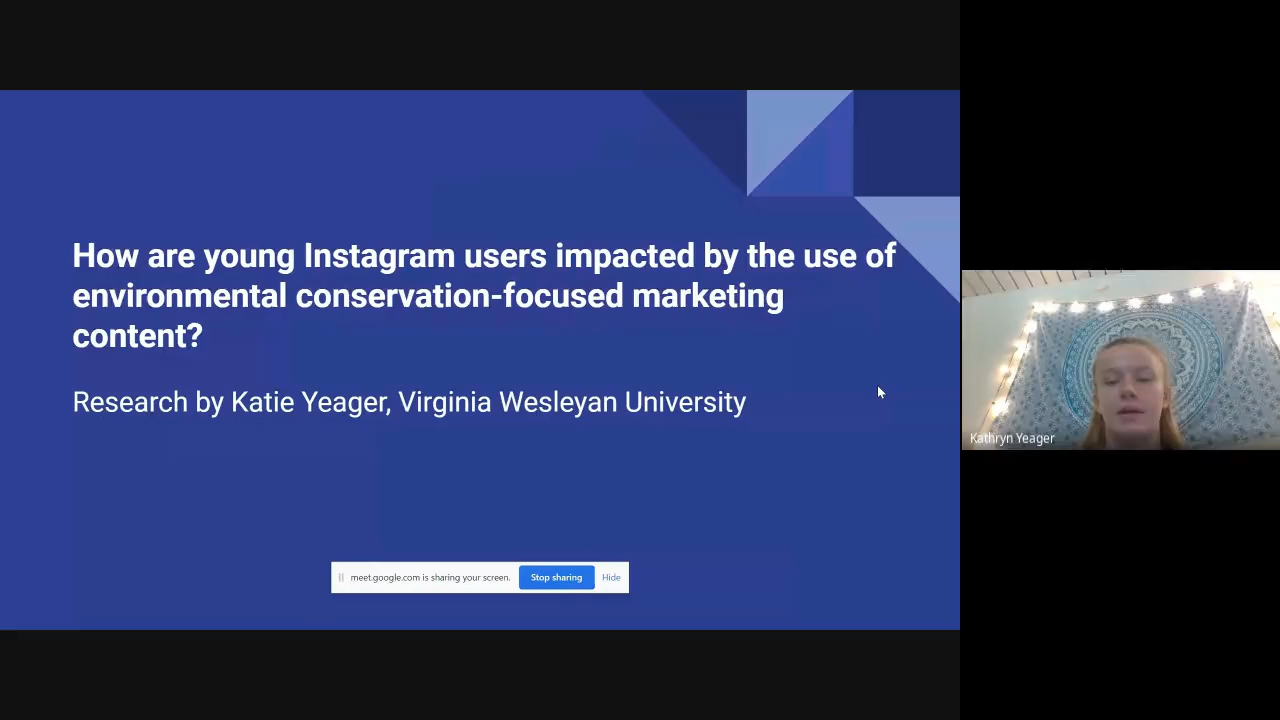 How are young Instagram users impacted by the use of
environmental conservation-focused marketing
content?
Research by Katie Yeager, Virginia Wesleyan University
Kathryn Yeager
meet.google.com is sharing your screen.
Stop sharing
Hide